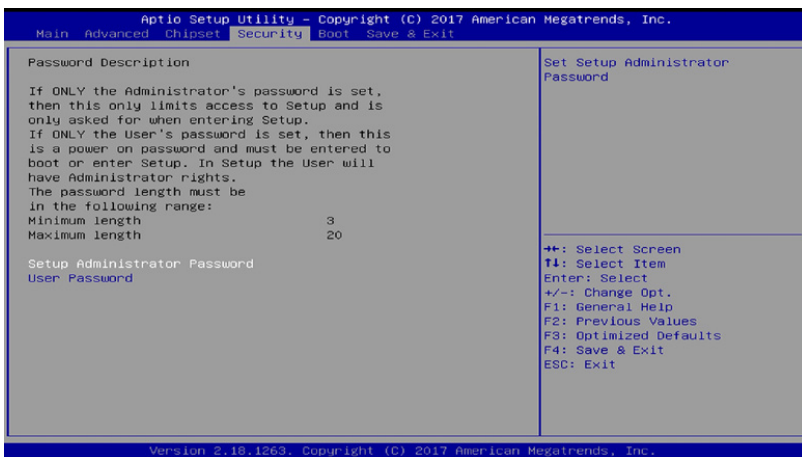 Aptio Setup Utility – Copyright (C) 2017 American Megatrends, Inc.
Main Advanced Chipset Security Boot Save & Exit
Password Description
If ONLY the Administrator's password is set,
then this only limits access to Setup and is
only asked for when entering Setup.
If ONLY the User's password is set, then this
is a power on password and must be entered to
boot or enter Setup. In Setup the User will
have Administrator rights.
The password length must be
in the following range:
Minimum length 3
Maximum length 20
Setup Administrator Password
User Password
Set Setup Administrator
Password
→←: Select Screen
↑↓: Select Item
Enter: Select
+/-: Change Opt.
F1: General Help
F2: Previous Values
F3: Optimized Defaults
F4: Save & Exit
ESC: Exit
Version 2.18.1263. Copyright (C) 2017 American Megatrends, Inc.